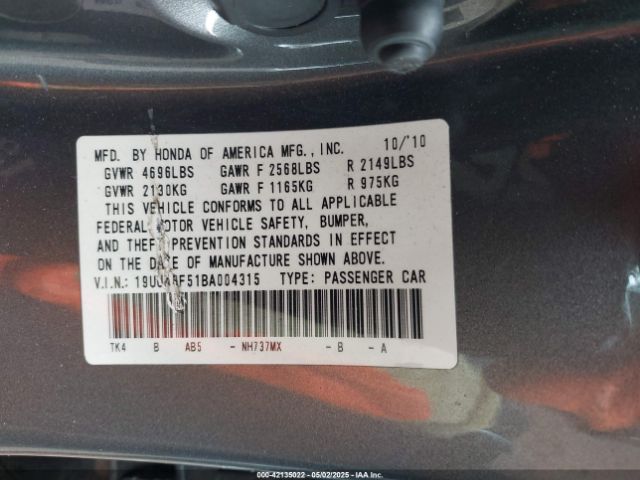 MFD. BY HONDA OF AMERICA MFG., INC. 10/'10
GVWR 4696LBS GAWR F 2568LBS R 2149LBS
GVWR 2130KG GAWR F 1165KG R 975KG
THIS VEHICLE CONFORMS TO ALL APPLICABLE
FEDERAL MOTOR VEHICLE SAFETY, BUMPER,
AND THEFT PREVENTION STANDARDS IN EFFECT
ON THE DATE OF MANUFACTURE SHOWN ABOVE.
V.I.N.: TYPE: PASSENGER CAR
TK4 B AB5 - NH737MX - B - A
000-42135022 - 05/02/2025 - IAA Inc.